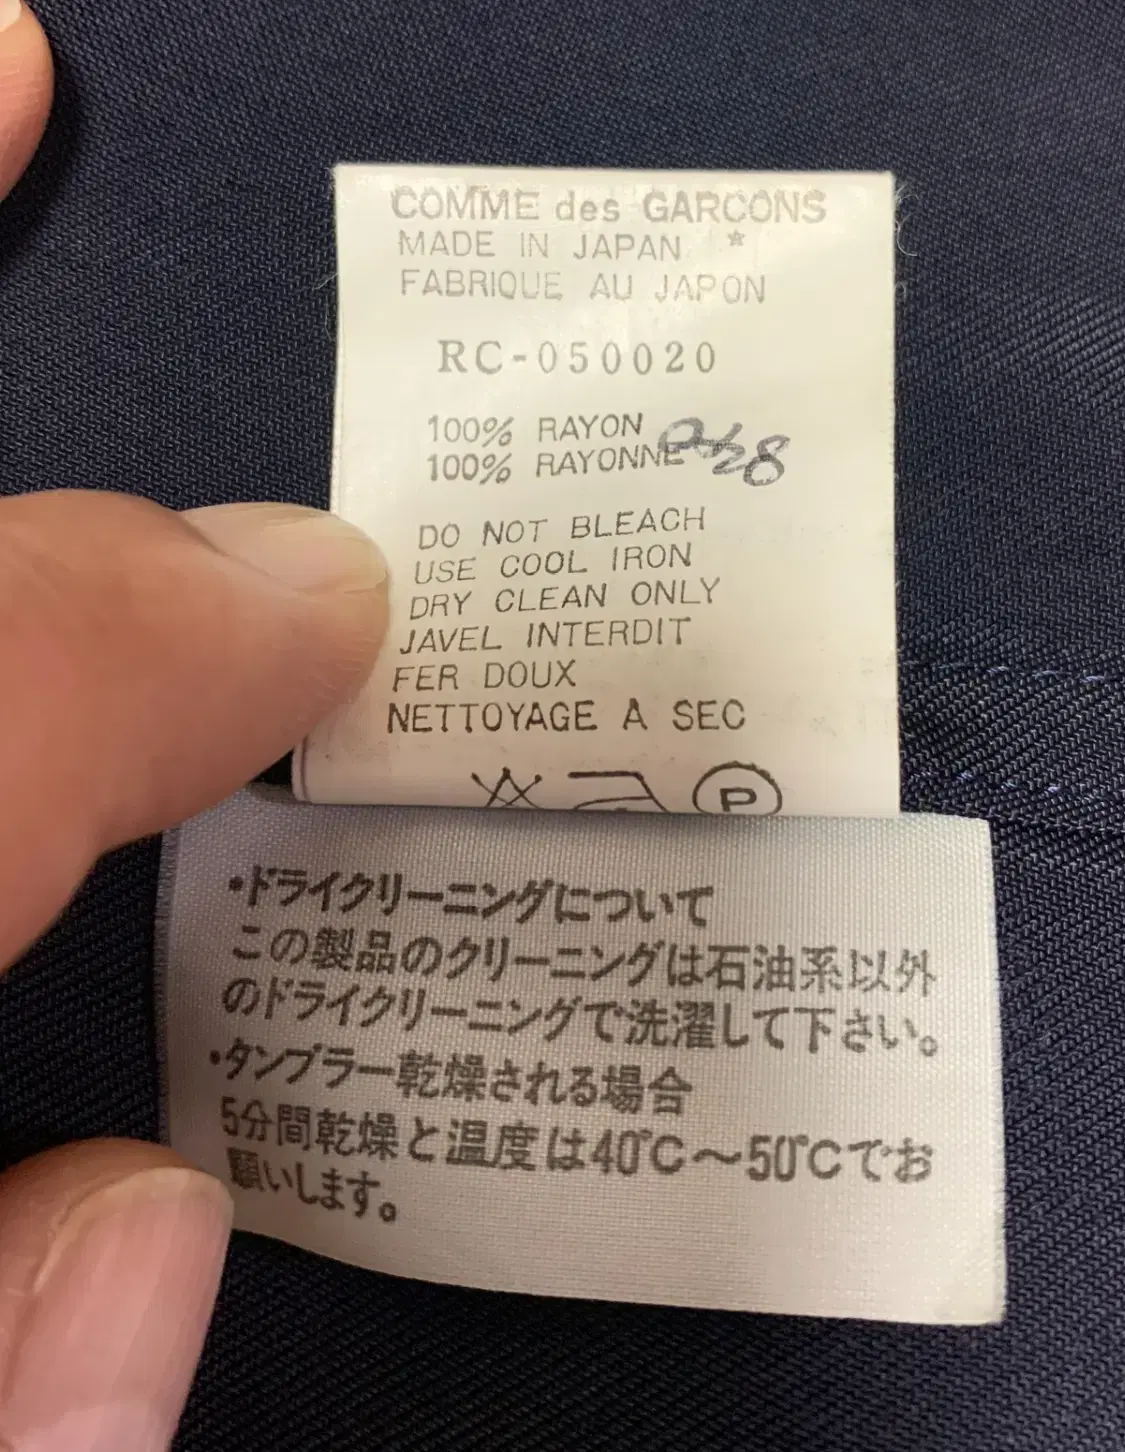 COMME des GARCONS
MADE IN JAPAN *
FABRIQUE AU JAPON
RC-050020
100% RAYON
100% RAYONNE
DO NOT BLEACH
USE COOL IRON
DRY CLEAN ONLY
JAVEL INTERDIT
FER DOUX
NETTOYAGE A SEC
P
・ドライクリーニングについて
この製品のクリーニングは石油系以外
のドライクリーニングで洗濯して下さい。
・タンブラー乾燥される場合
5分間乾燥と温度は40℃～50℃でお
願いします。